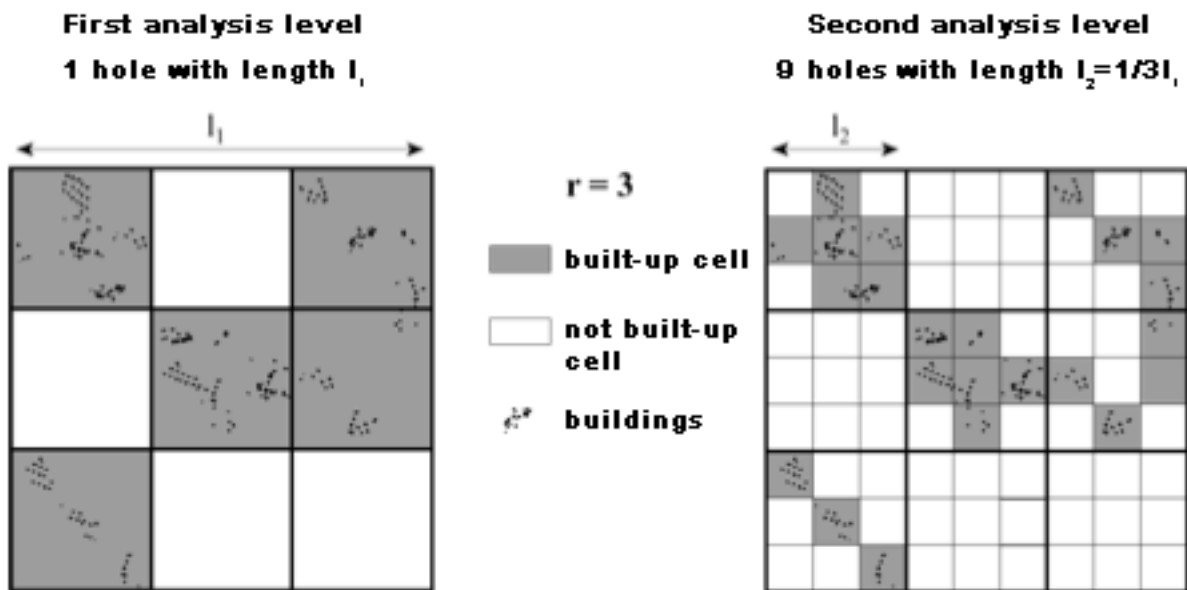 First analysis level
1 hole with length l₁
l₁
r = 3
built-up cell
not built-up
cell
buildings
Second analysis level
9 holes with length l₂=1/3l₁
l₂